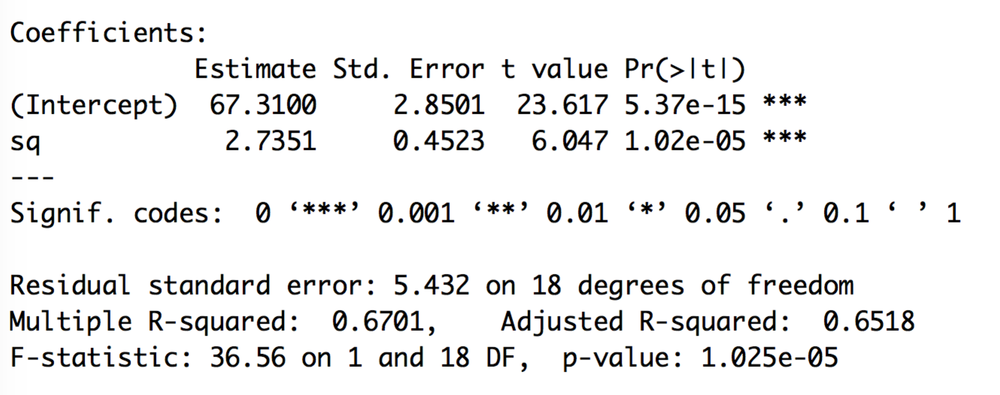 Coefficients:
            Estimate Std. Error t value Pr(>|t|)
(Intercept)  67.3100     2.8501  23.617 5.37e-15 ***
sq            2.7351     0.4523   6.047 1.02e-05 ***
---
Signif. codes:  0 ‘***’ 0.001 ‘**’ 0.01 ‘*’ 0.05 ‘.’ 0.1 ‘ ’ 1
Residual standard error: 5.432 on 18 degrees of freedom
Multiple R-squared:  0.6701,    Adjusted R-squared:  0.6518
F-statistic: 36.56 on 1 and 18 DF,  p-value: 1.025e-05